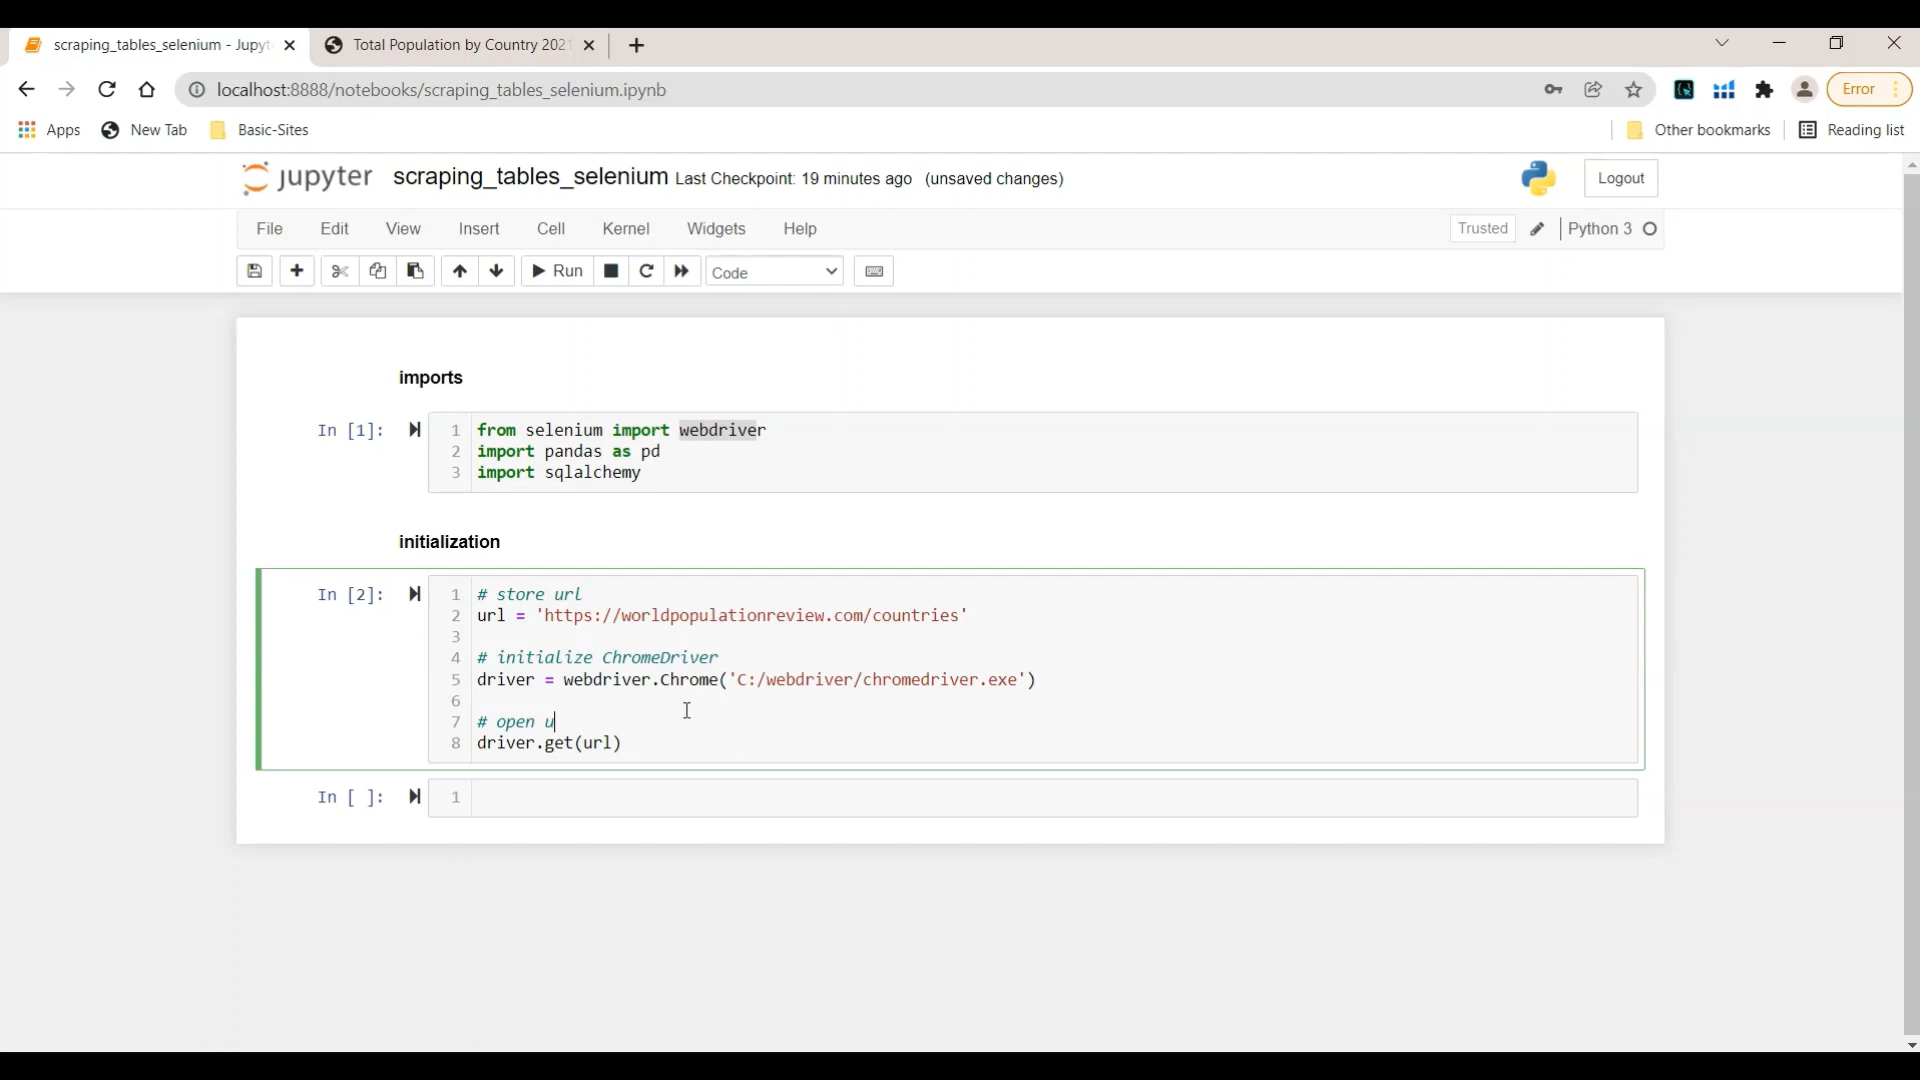 scraping_tables_selenium - Jupyt
Total Population by Country 2021
localhost:8888/notebooks/scraping_tables_selenium.ipynb
Error
Apps
New Tab
Basic-Sites
Other bookmarks
Reading list
jupyter
scraping_tables_selenium
Last Checkpoint: 19 minutes ago (unsaved changes)
Logout
File
Edit
View
Insert
Cell
Kernel
Widgets
Help
Trusted
Python 3
Run
Code
imports
In [1]:
1 from selenium import webdriver
2 import pandas as pd
3 import sqlalchemy
initialization
In [2]:
1 # store url
2 url = 'https://worldpopulationreview.com/countries'
3
4 # initialize ChromeDriver
5 driver = webdriver.Chrome('C:/webdriver/chromedriver.exe')
6
7 # open u
8 driver.get(url)
In [ ]:
1